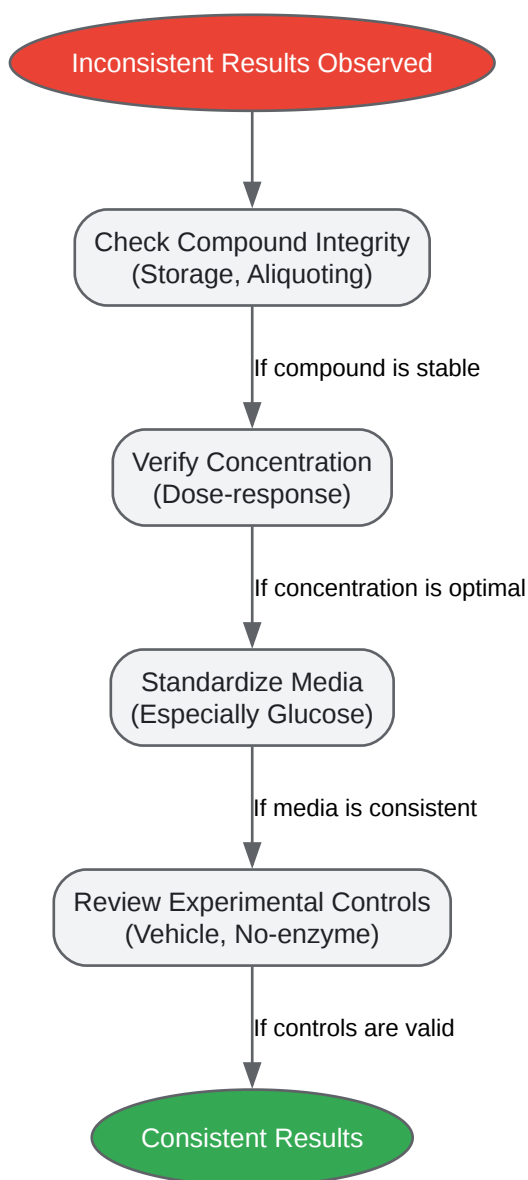 Inconsistent Results Observed
Check Compound Integrity
(Storage, Aliquoting)
If compound is stable
Verify Concentration
(Dose-response)
If concentration is optimal
Standardize Media
(Especially Glucose)
If media is consistent
Review Experimental Controls
(Vehicle, No-enzyme)
If controls are valid
Consistent Results